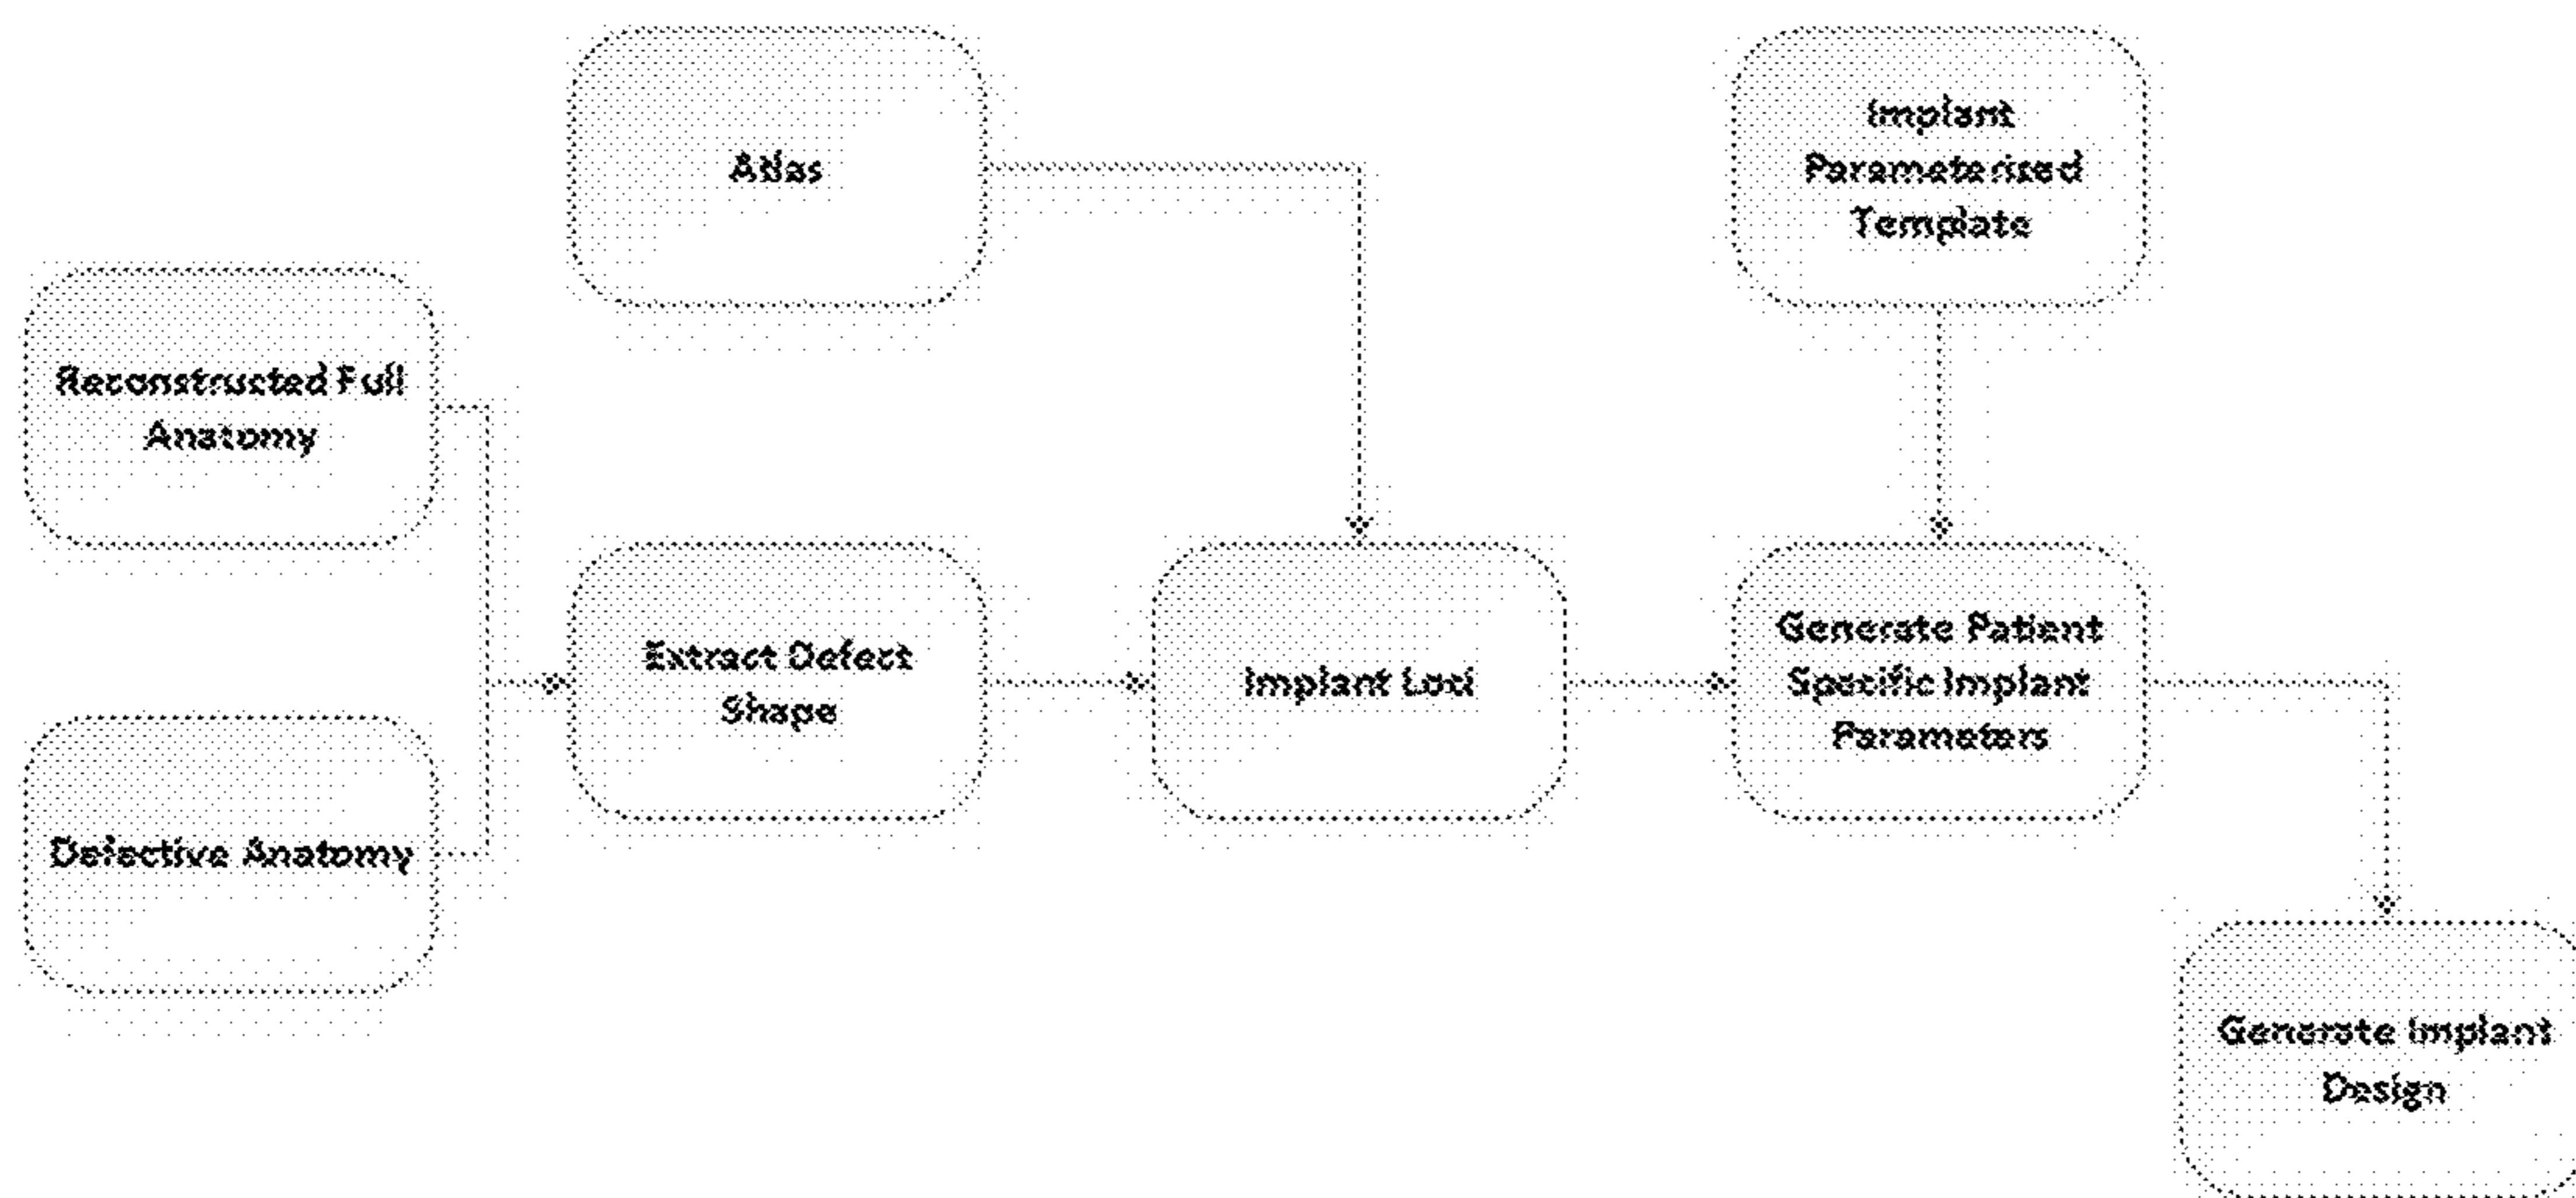 Atlas
Implant
Parameterized
Template
Reconstructed Full
Anatomy
Extract Defect
Shape
Implant Loci
Generate Patient
Specific Implant
Parameters
Defective Anatomy
Generate Implant
Design